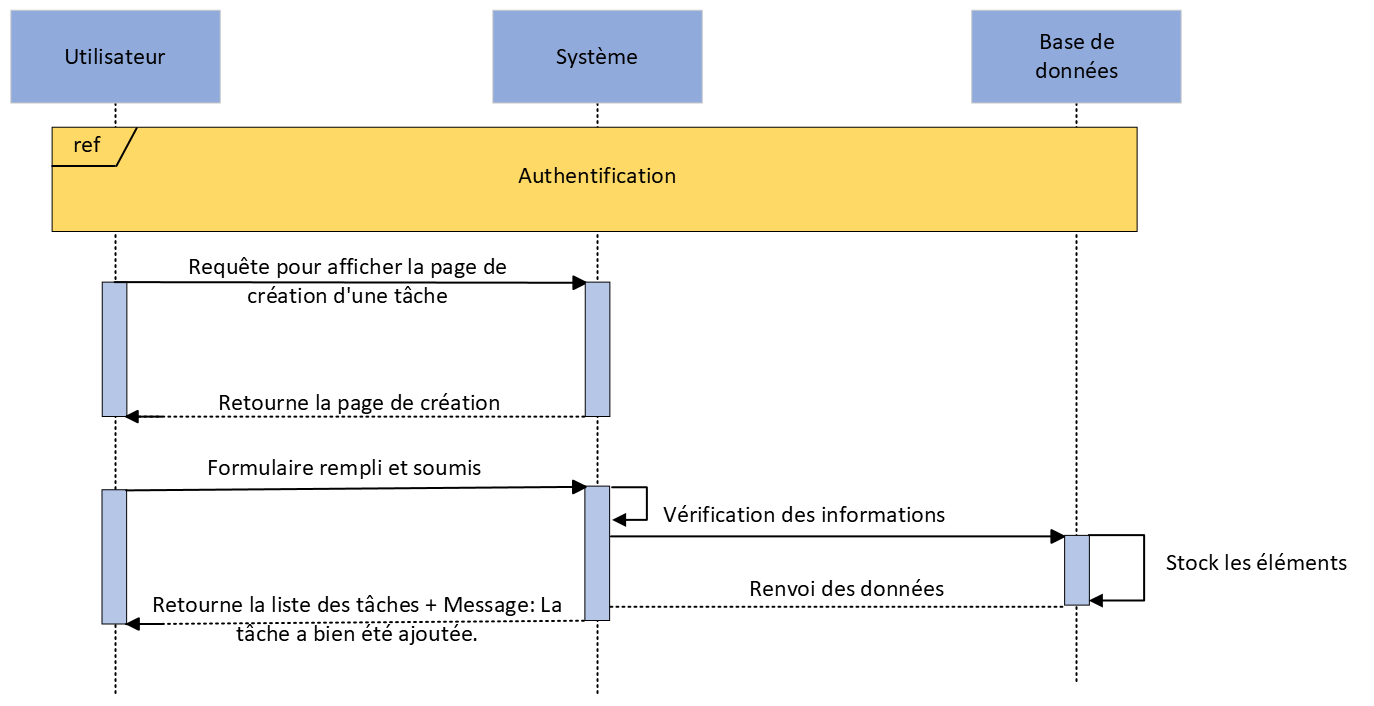 Utilisateur
Système
Base de
données
ref
Authentification
Requête pour afficher la page de
création d'une tâche
Retourne la page de création
Formulaire rempli et soumis
Vérification des informations
Stock les éléments
Renvoi des données
Retourne la liste des tâches + Message: La
tâche a bien été ajoutée.